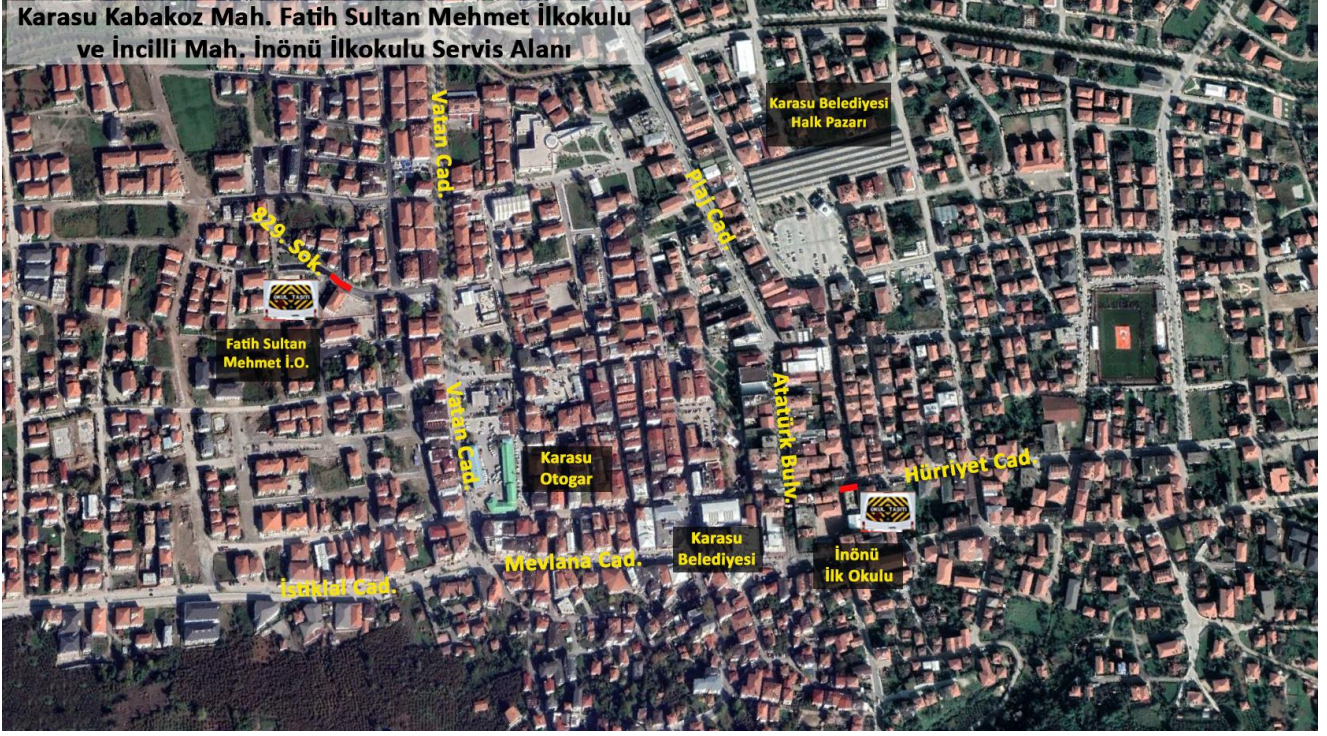 Karasu Kabakoz Mah. Fatih Sultan Mehmet İlkokulu
ve İncilli Mah. İnönü İlkokulu Servis Alanı
Vatan Cad.
Karasu Belediyesi
Halk Pazarı
Plaj Cad.
829. Sok.
OKUL TAŞITI
Fatih Sultan
Mehmet İ.O.
Vatan Cad.
Atatürk Bulv.
Karasu
Otogar
Hürriyet Cad.
OKUL TAŞITI
Karasu
Belediyesi
İnönü
İlk Okulu
Mevlana Cad.
İstiklal Cad.